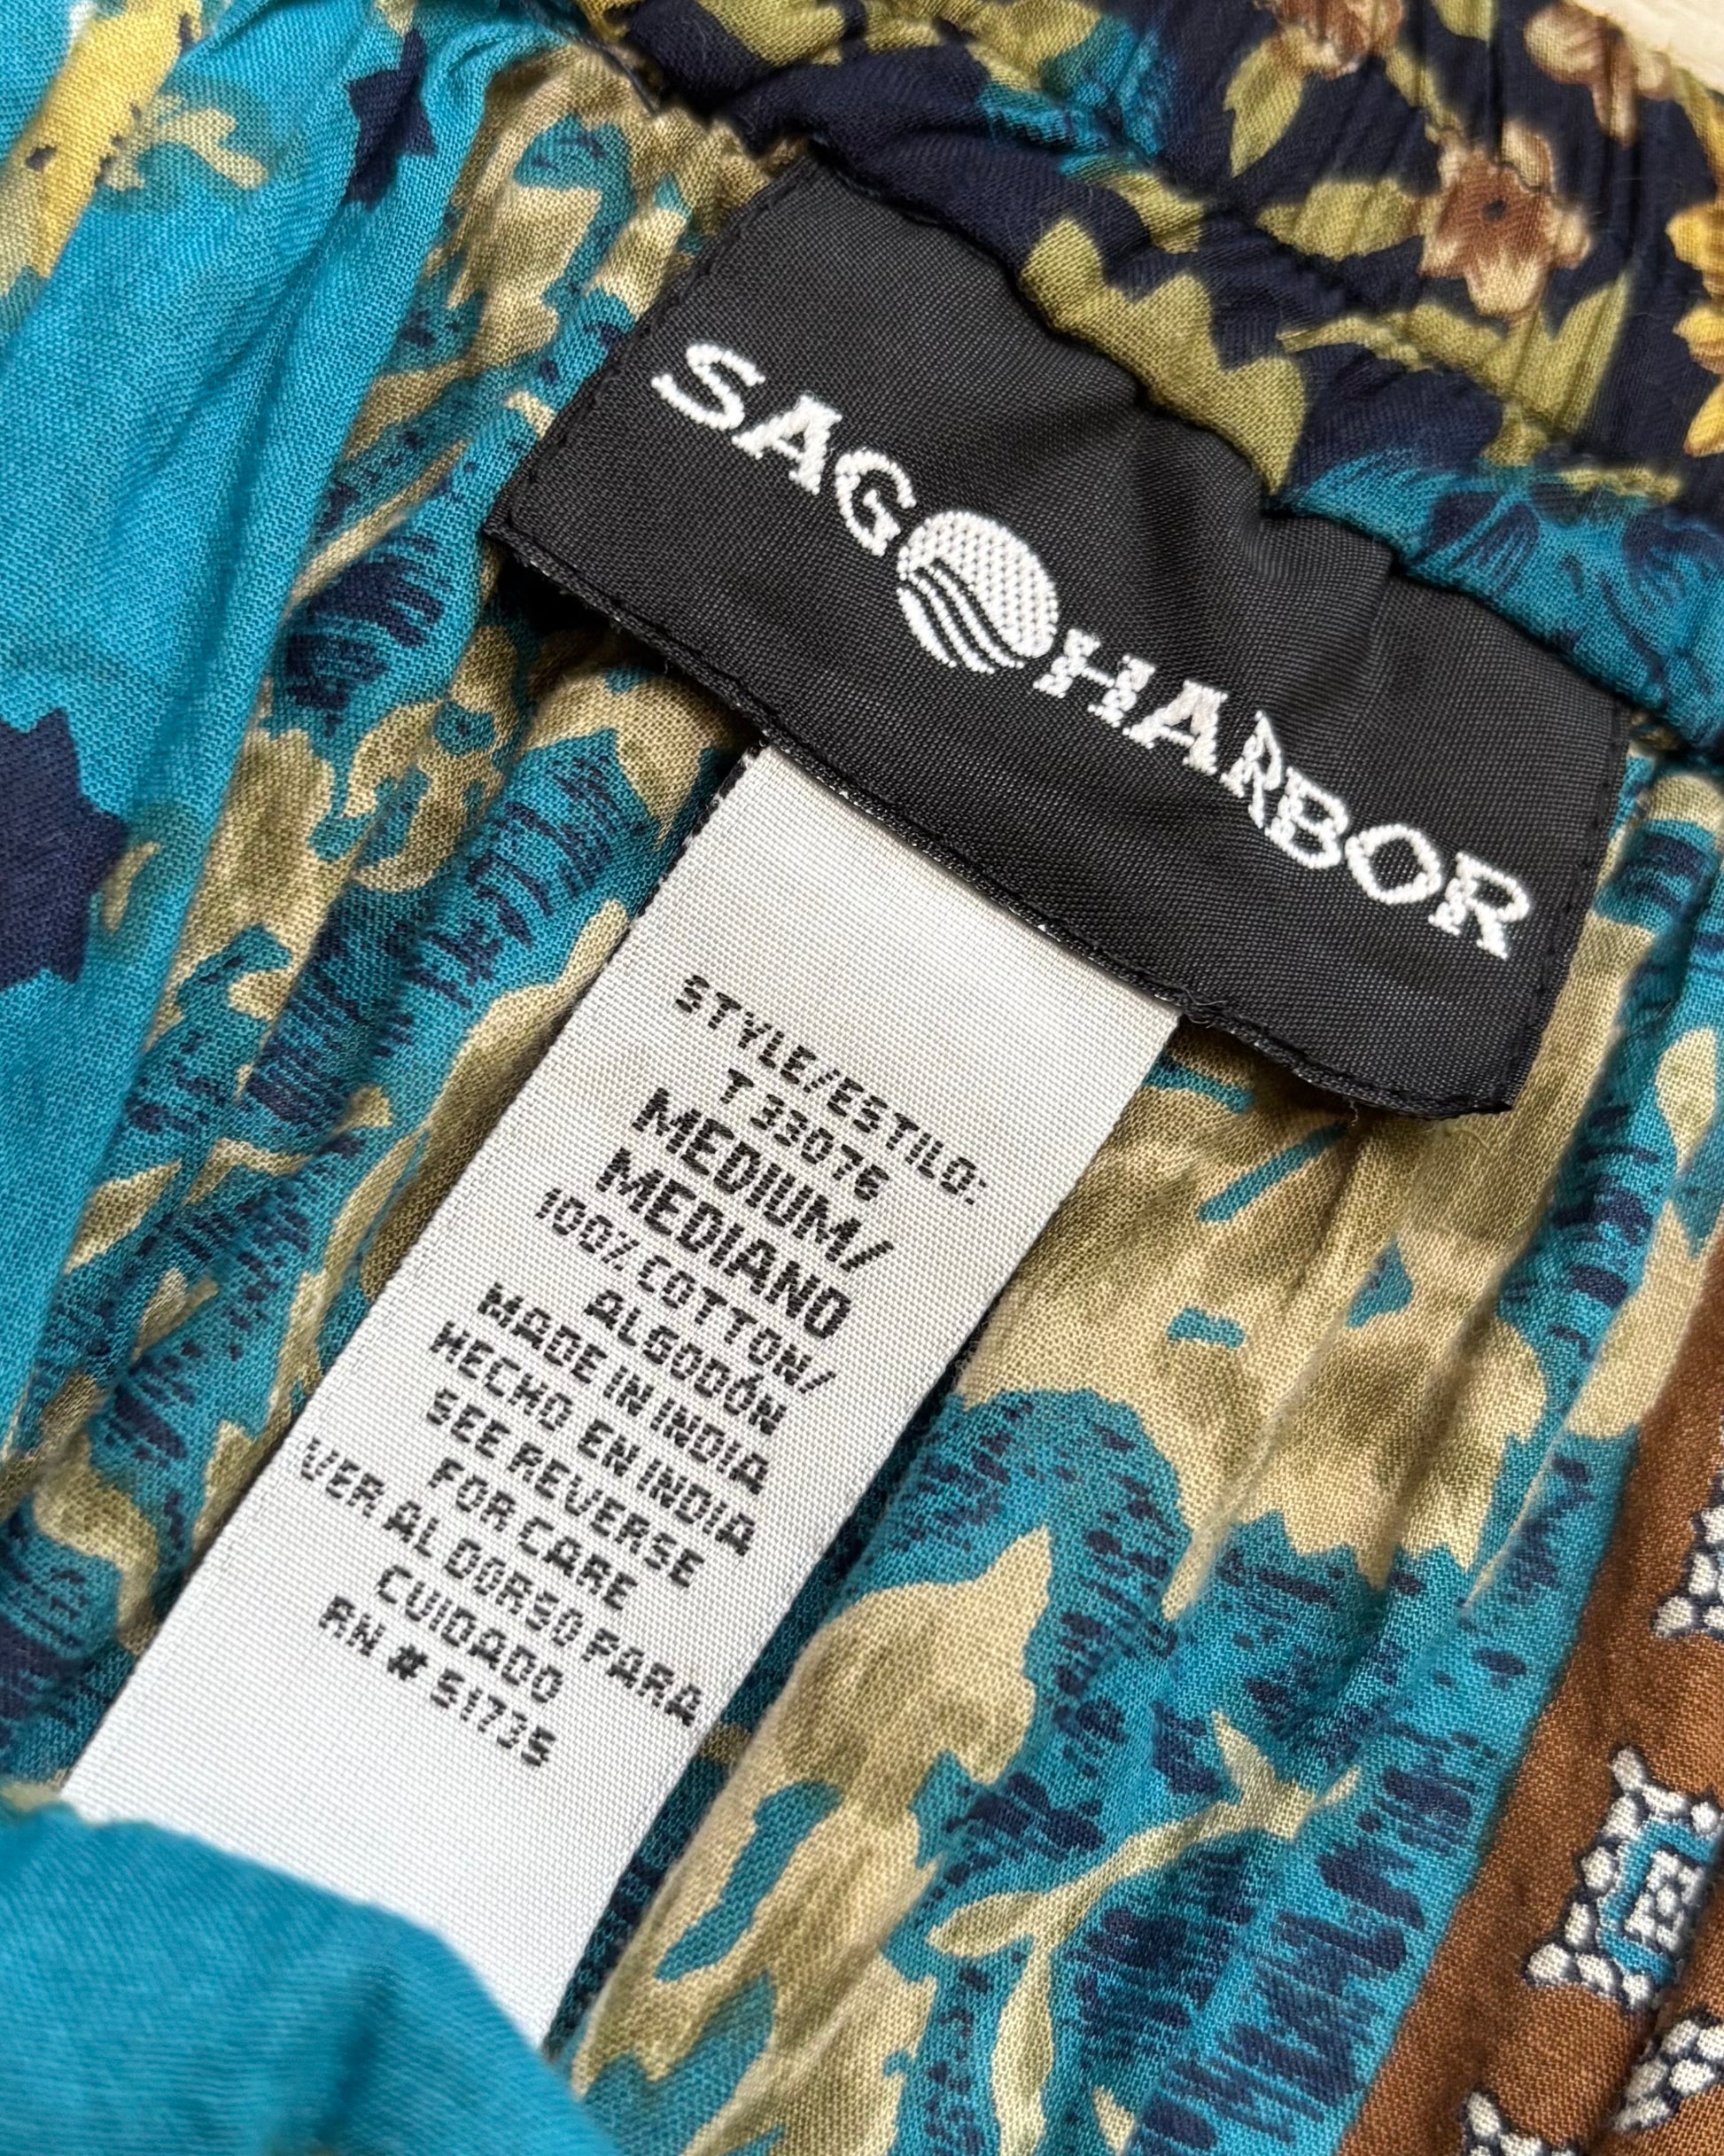 SAG HARBOR
STYLE/ESTILO:
T 33076
MEDIUM/
MEDIANO
100% COTTON/
ALGODÓN
MADE IN INDIA
HECHO EN INDIA
SEE REVERSE
FOR CARE
VER AL DORSO PARA
CUIDADO
RN # 51735